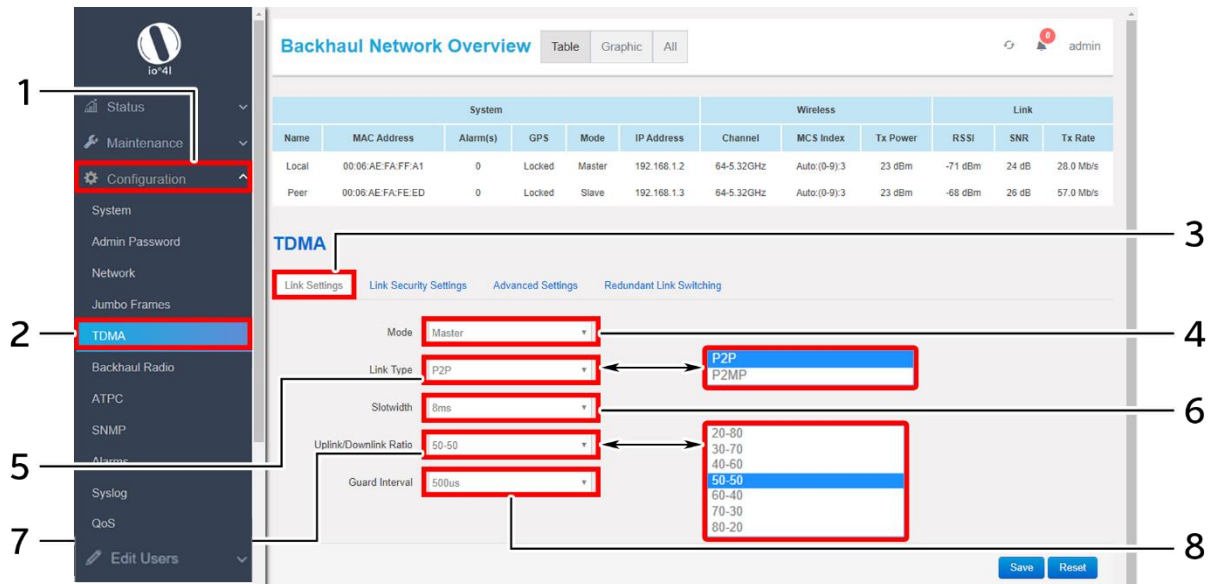 io"4I
Status
Maintenance
Configuration
System
Admin Password
Network
Jumbo Frames
TDMA
Backhaul Radio
ATPC
SNMP
Alarms
Syslog
QoS
Edit Users
Backhaul Network Overview Table Graphic All 0 admin
System Wireless Link
Name MAC Address Alarm(s) GPS Mode IP Address Channel MCS Index Tx Power RSSI SNR Tx Rate
Local 00:06:AE:FA:FF:A1 0 Locked Master 192.168.1.2 64-5.32GHz Auto:(0-9):3 23 dBm -71 dBm 24 dB 28.0 Mb/s
Peer 00:06:AE:FA:FE:ED 0 Locked Slave 192.168.1.3 64-5.32GHz Auto:(0-9):3 23 dBm -68 dBm 26 dB 57.0 Mb/s
TDMA
Link Settings Link Security Settings Advanced Settings Redundant Link Switching
Mode Master
Link Type P2P
P2P
P2MP
Slotwidth 8ms
Uplink/Downlink Ratio 50-50
20-80
30-70
40-60
50-50
60-40
70-30
80-20
Guard Interval 500us
Save Reset
1
2
3
4
5
6
7
8